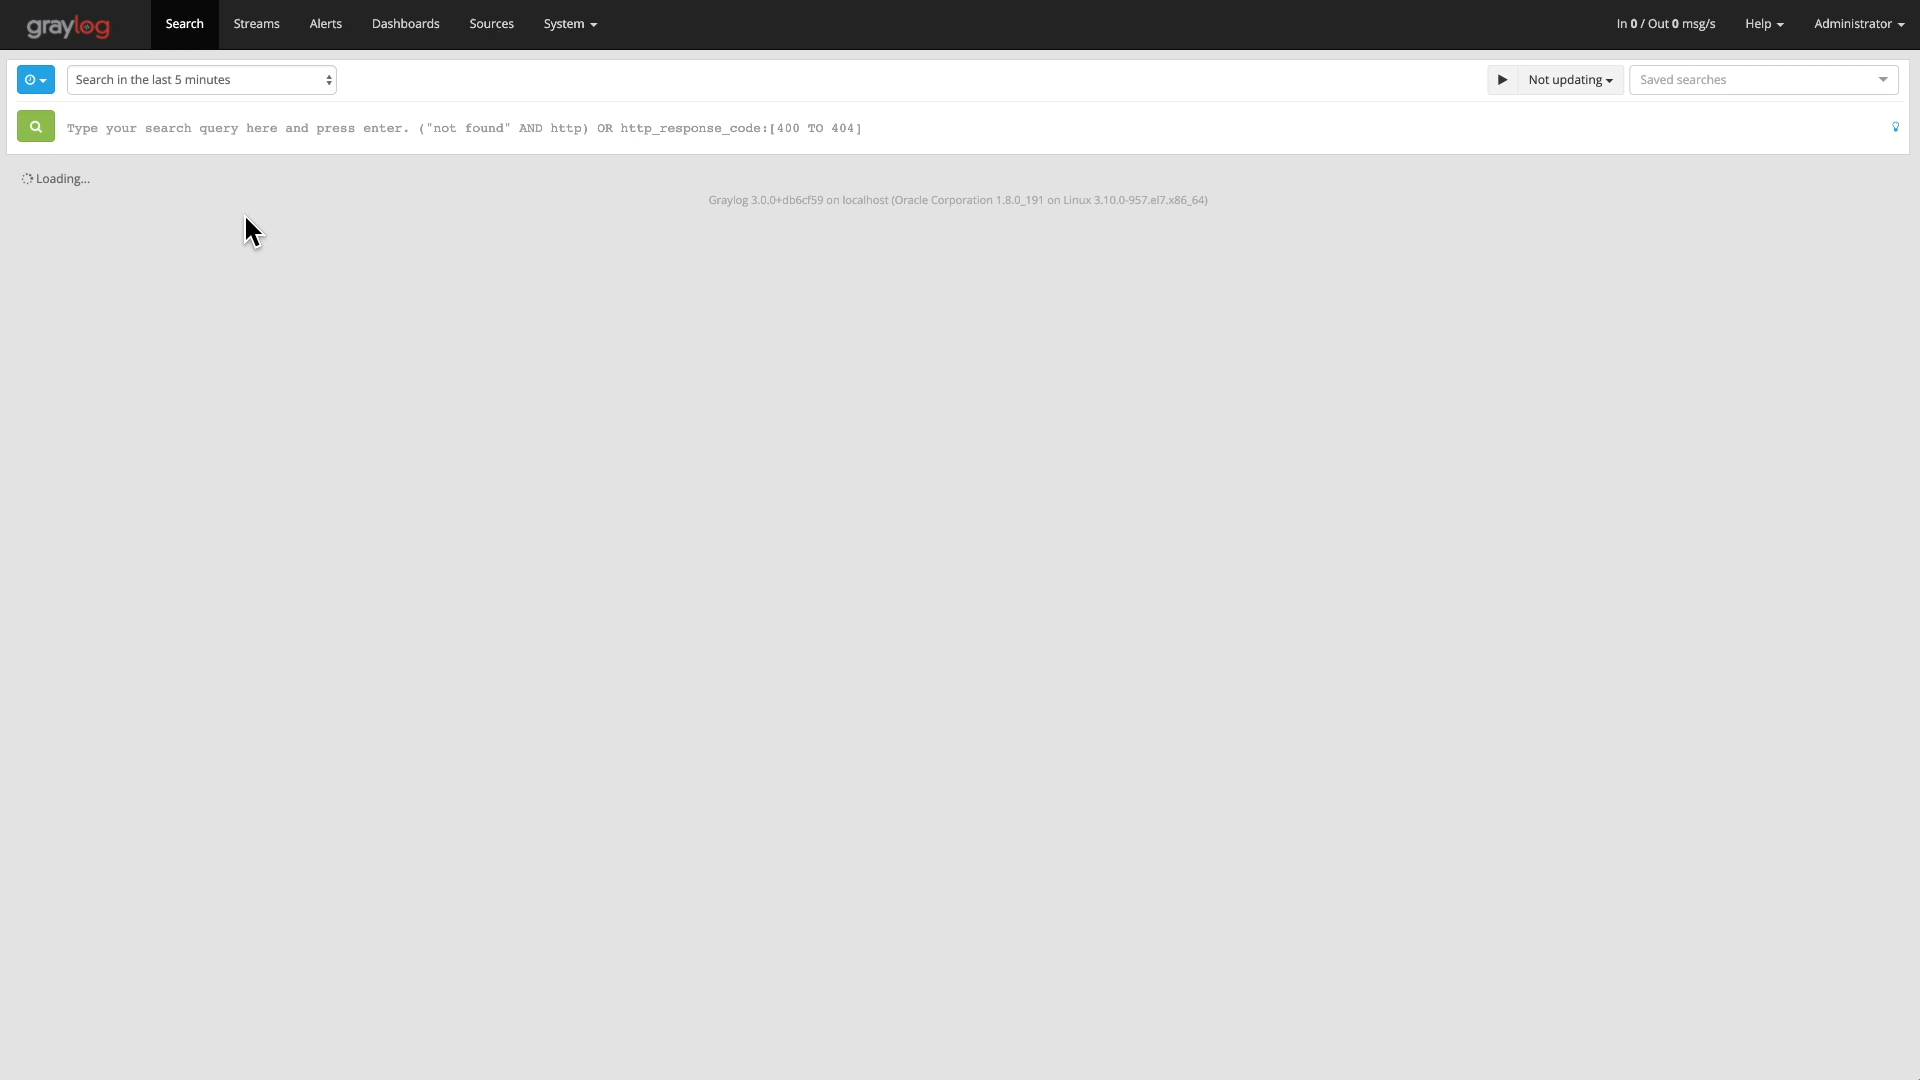 graylog Search Streams Alerts Dashboards Sources System In 0 / Out 0 msg/s Help Administrator
Search in the last 5 minutes Not updating Saved searches
Type your search query here and press enter. ("not found" AND http) OR http_response_code:[400 TO 404]
Loading...
Graylog 3.0.0+db6cf59 on localhost (Oracle Corporation 1.8.0_191 on Linux 3.10.0-957.el7.x86_64)